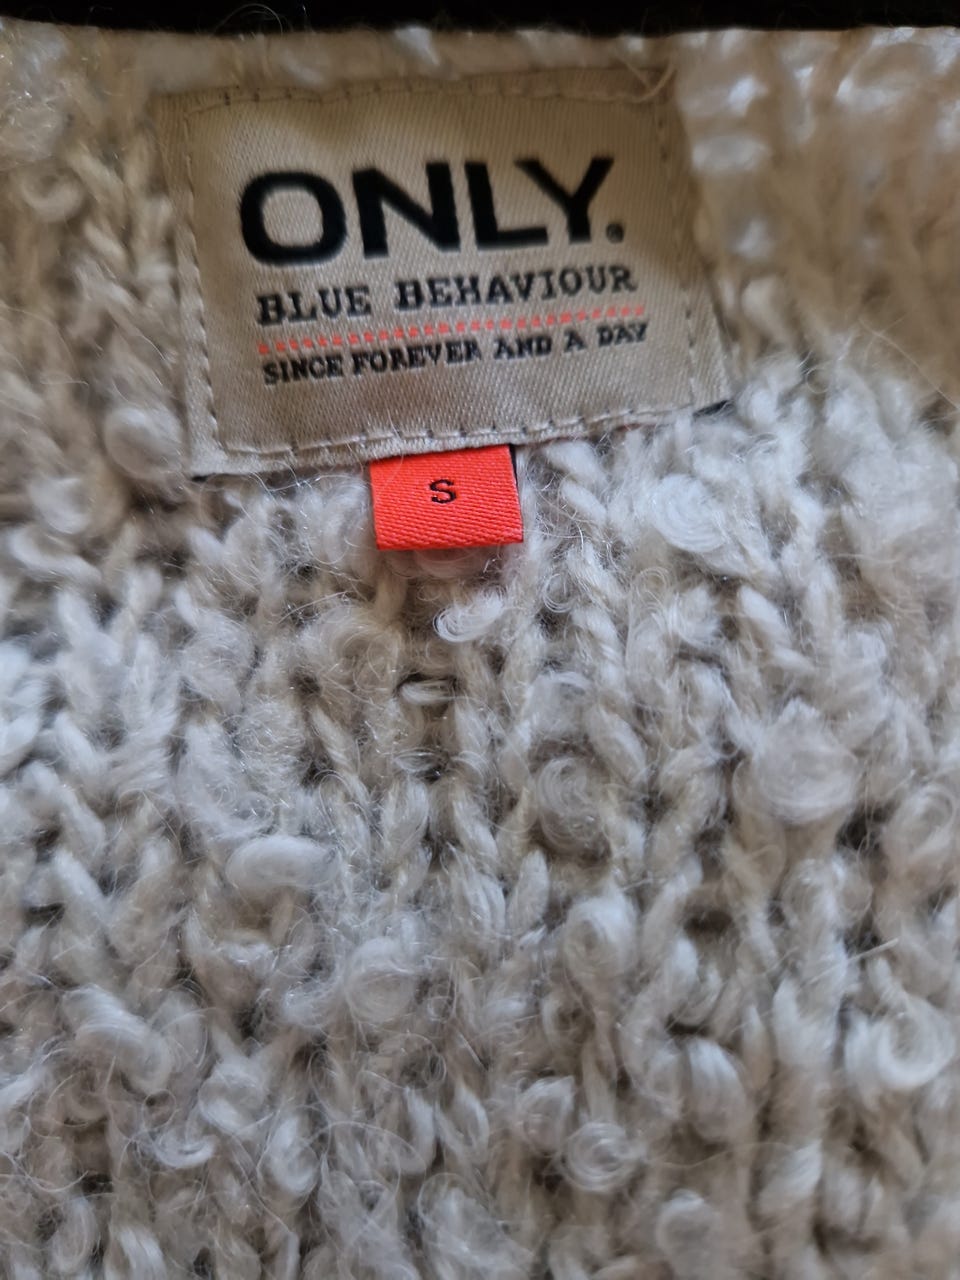 ONLY.
BLUE BEHAVIOUR
SINCE FOREVER AND A DAY
S